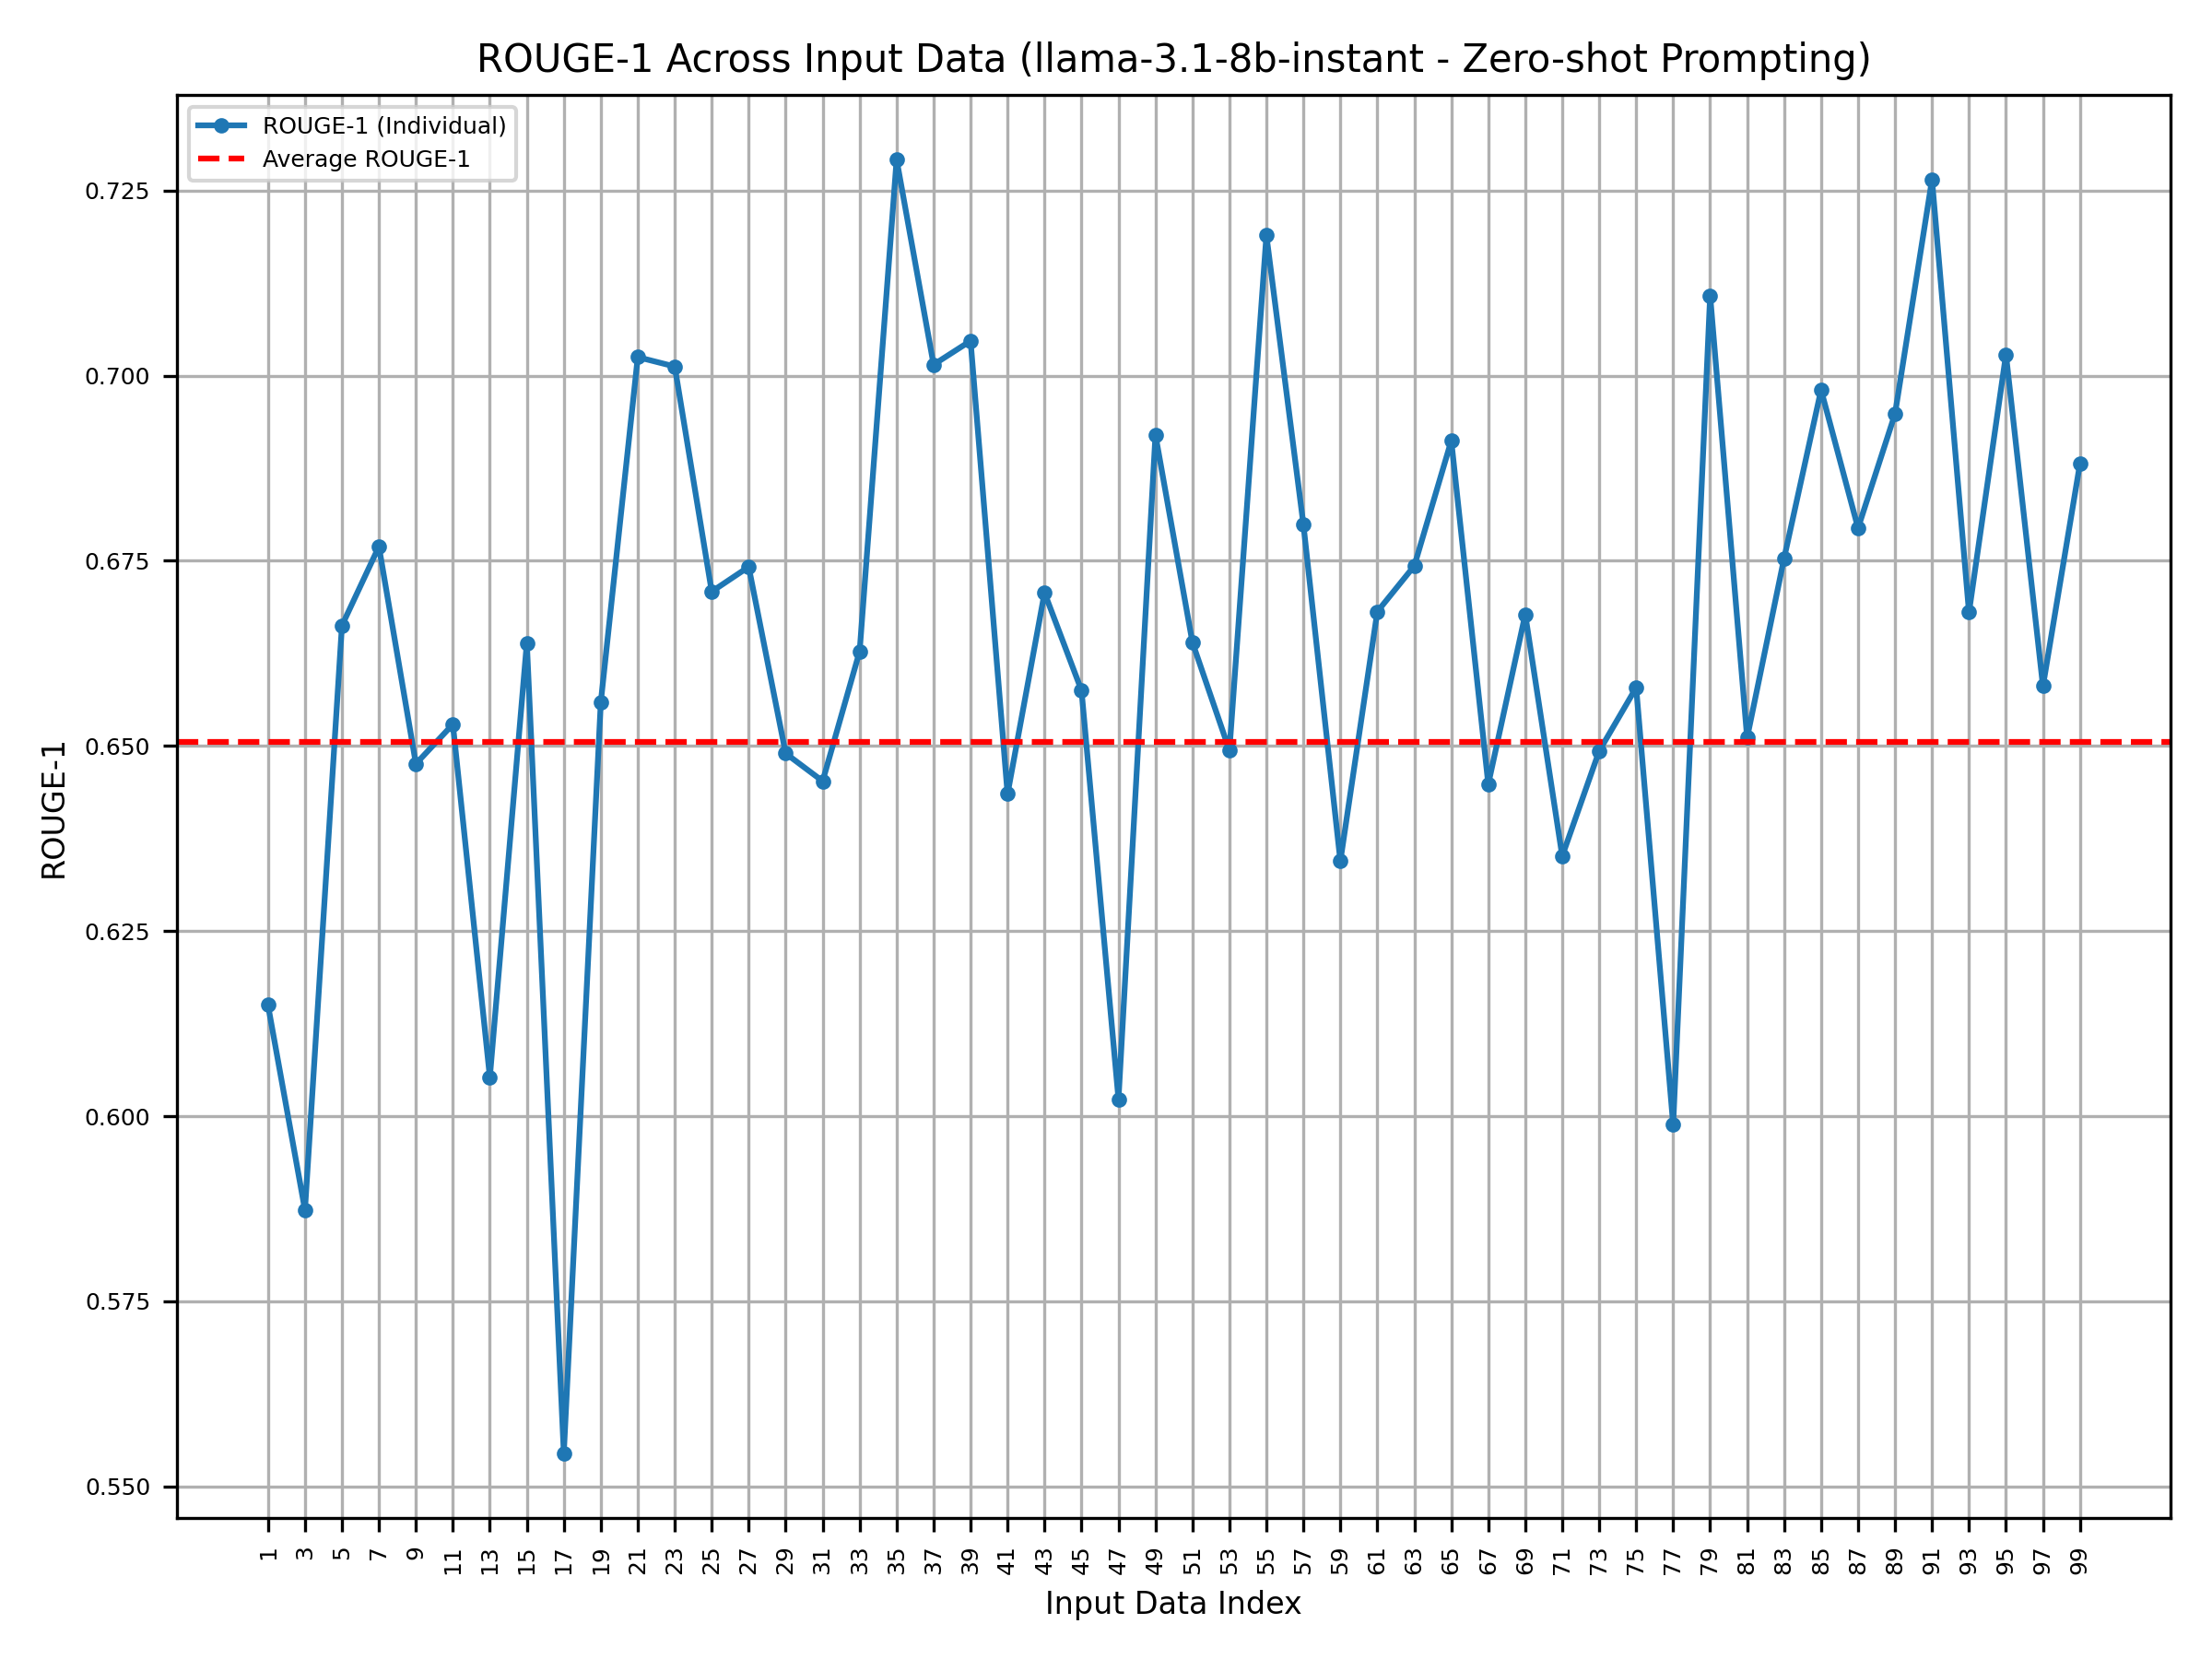 ROUGE-1 Across Input Data (llama-3.1-8b-instant - Zero-shot Prompting)
ROUGE-1 (Individual)
Average ROUGE-1
0.725
0.700
0.675
0.650
0.625
0.600
0.575
0.550
ROUGE-1
1 3 5 7 9 11 13 15 17 19 21 23 25 27 29 31 33 35 37 39 41 43 45 47 49 51 53 55 57 59 61 63 65 67 69 71 73 75 77 79 81 83 85 87 89 91 93 95 97 99
Input Data Index